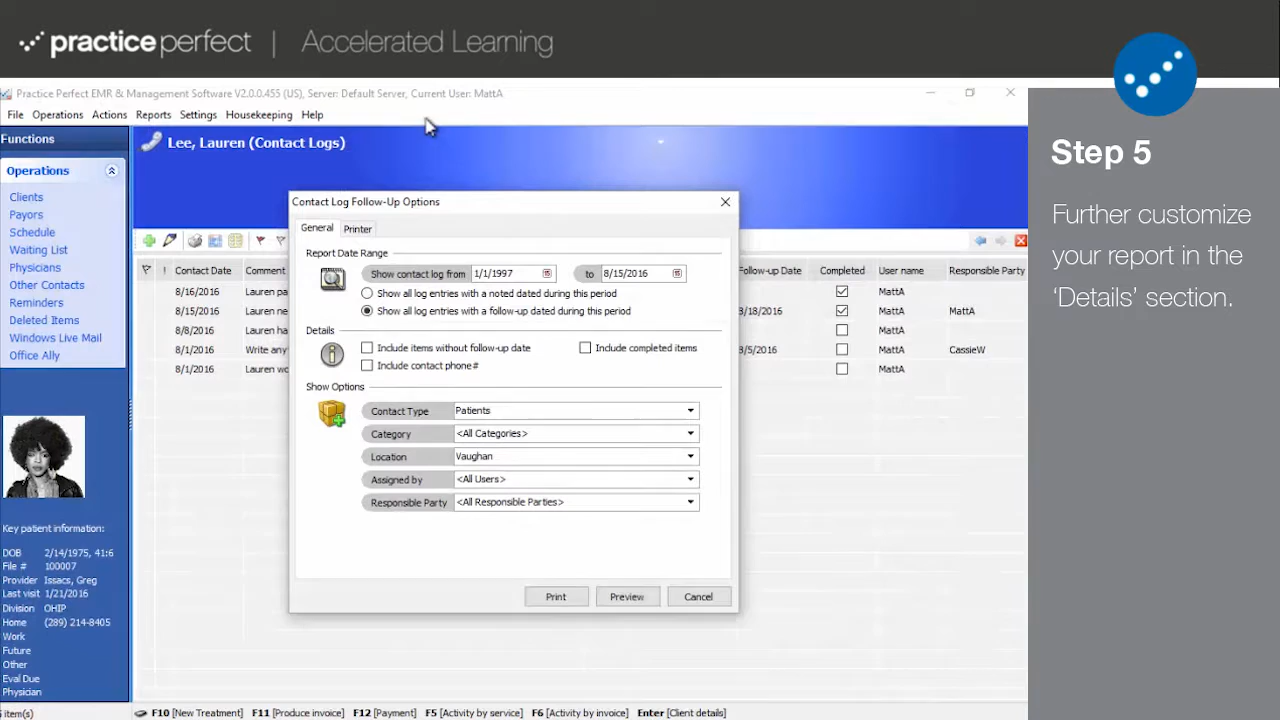 practiceperfect | Accelerated Learning
Practice Perfect EMR & Management Software V2.0.0.455 (US), Server: Default Server, Current User: MattA
File Operations Actions Reports Settings Housekeeping Help
Functions
Operations
Clients
Payors
Schedule
Waiting List
Physicians
Other Contacts
Reminders
Deleted Items
Windows Live Mail
Office Ally
Key patient information:
DOB 2/14/1975, 41:6
File # 100007
Provider Issacs, Greg
Last visit 1/21/2016
Division OHIP
Home (289) 214-8405
Work
Future
Other
Eval Due
Physician
item(s)
Lee, Lauren (Contact Logs)
! Contact Date Comment Follow-up Date Completed User name Responsible Party
8/16/2016 Lauren pa MattA
8/15/2016 Lauren ne 8/18/2016 MattA MattA
8/8/2016 Lauren ha MattA
8/1/2016 Write any 8/5/2016 MattA CassieW
8/1/2016 Lauren wo MattA
Contact Log Follow-Up Options
General Printer
Report Date Range
Show contact log from 1/1/1997 to 8/15/2016
Show all log entries with a noted dated during this period
Show all log entries with a follow-up dated during this period
Details
Include items without follow-up date Include completed items
Include contact phone#
Show Options
Contact Type Patients
Category <All Categories>
Location Vaughan
Assigned by <All Users>
Responsible Party <All Responsible Parties>
Print Preview Cancel
F10 [New Treatment] F11 [Produce invoice] F12 [Payment] F5 [Activity by service] F6 [Activity by invoice] Enter [Client details]
Step 5
Further customize
your report in the
‘Details’ section.